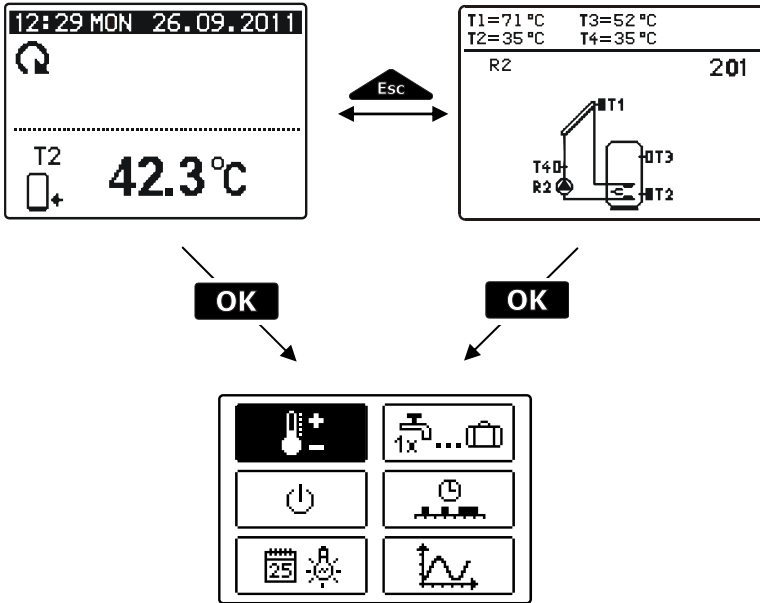 12:29 MON 26.09.2011
T2
42.3°C
Esc
T1=71°C T3=52°C
T2=35°C T4=35°C
R2 201
T1
T4 T3
R2 T2
OK OK
1x ...
25